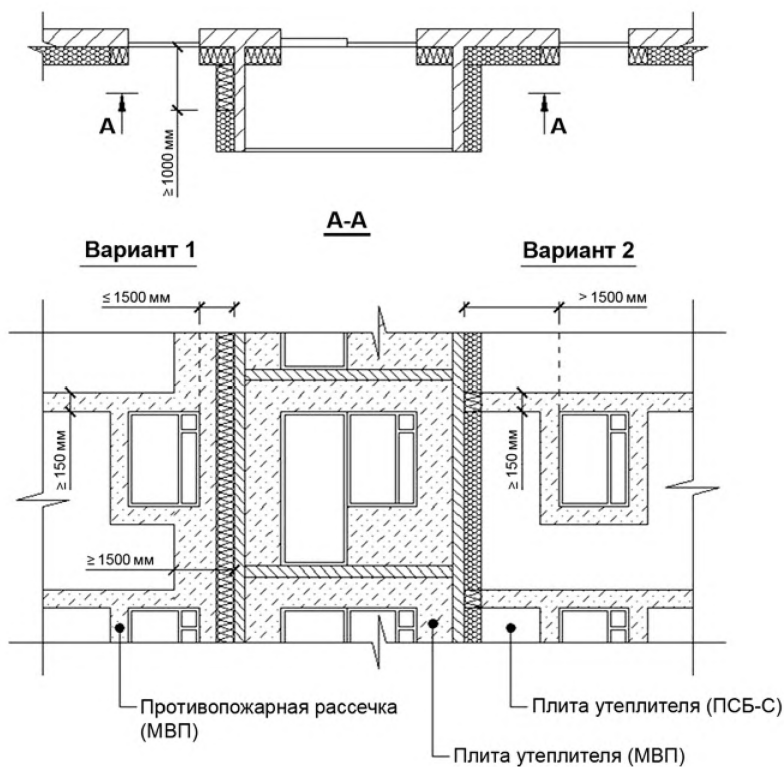 А
А
≥ 1000 мм
А-А
Вариант 1
Вариант 2
≤ 1500 мм
> 1500 мм
≥ 150 мм
≥ 150 мм
≥ 1500 мм
Противопожарная рассечка
(МВП)
Плита утеплителя (ПСБ-С)
Плита утеплителя (МВП)